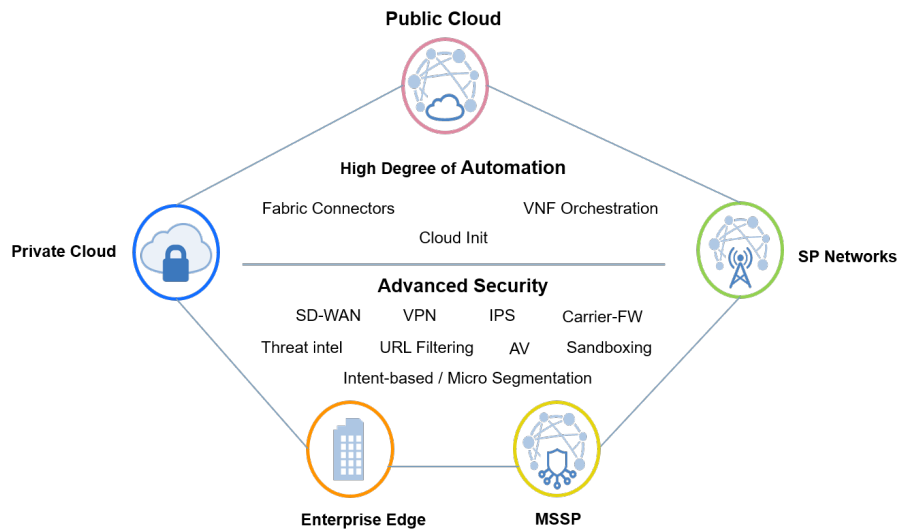 Public Cloud
High Degree of Automation
Fabric Connectors
VNF Orchestration
Cloud Init
Private Cloud
SP Networks
Advanced Security
SD-WAN
VPN
IPS
Carrier-FW
Threat intel
URL Filtering
AV
Sandboxing
Intent-based / Micro Segmentation
Enterprise Edge
MSSP